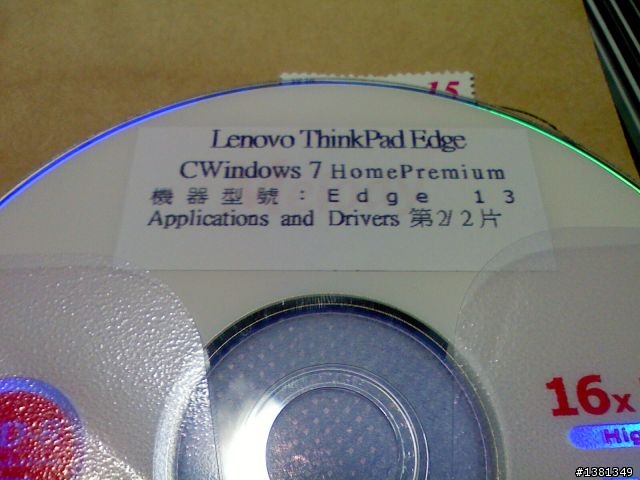 15
Lenovo ThinkPad Edge
CWindows 7 HomePremium
機器型號：Edge 13
Applications and Drivers 第2/2片
16x
Hig
#1381349